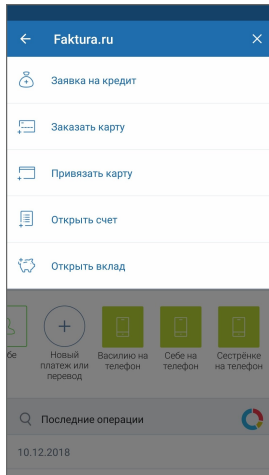 Faktura.ru
Заявка на кредит
Заказать карту
Привязать карту
Открыть счет
Открыть вклад
бе
Новый
платеж или
перевод
Василию на
телефон
Себе на
телефон
Сестрёнке
на телефон
Последние операции
10.12.2018